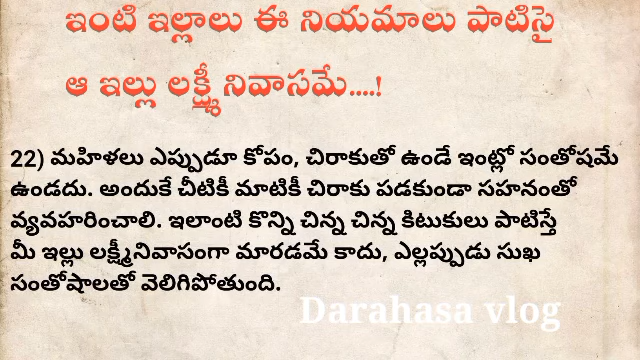 ఇంటి ఇల్లాలు ఈ నియమాలు పాటిస్తే
ఆ ఇల్లు లక్ష్మీ నివాసమే....!
22) మహిళలు ఎప్పుడూ కోపం, చిరాకుతో ఉండే ఇంట్లో సంతోషమే
ఉండదు. అందుకే చీటికీ మాటికీ చిరాకు పడకుండా సహనంతో
వ్యవహరించాలి. ఇలాంటి కొన్ని చిన్న చిన్న కిటుకులు పాటిస్తే
మీ ఇల్లు లక్ష్మీనివాసంగా మారడమే కాదు, ఎల్లప్పుడు సుఖ
సంతోషాలతో వెలిగిపోతుంది.
Darahasa vlog